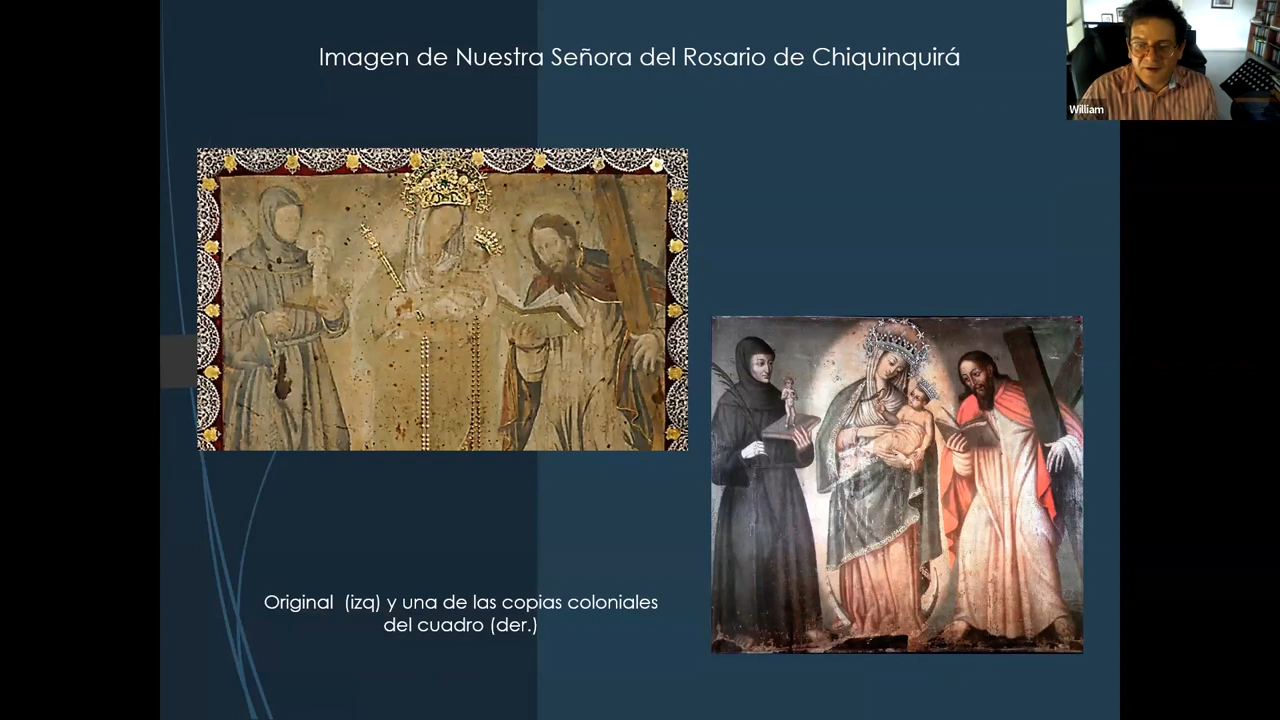 Imagen de Nuestra Señora del Rosario de Chiquinquirá
William
Original (izq) y una de las copias coloniales
del cuadro (der.)